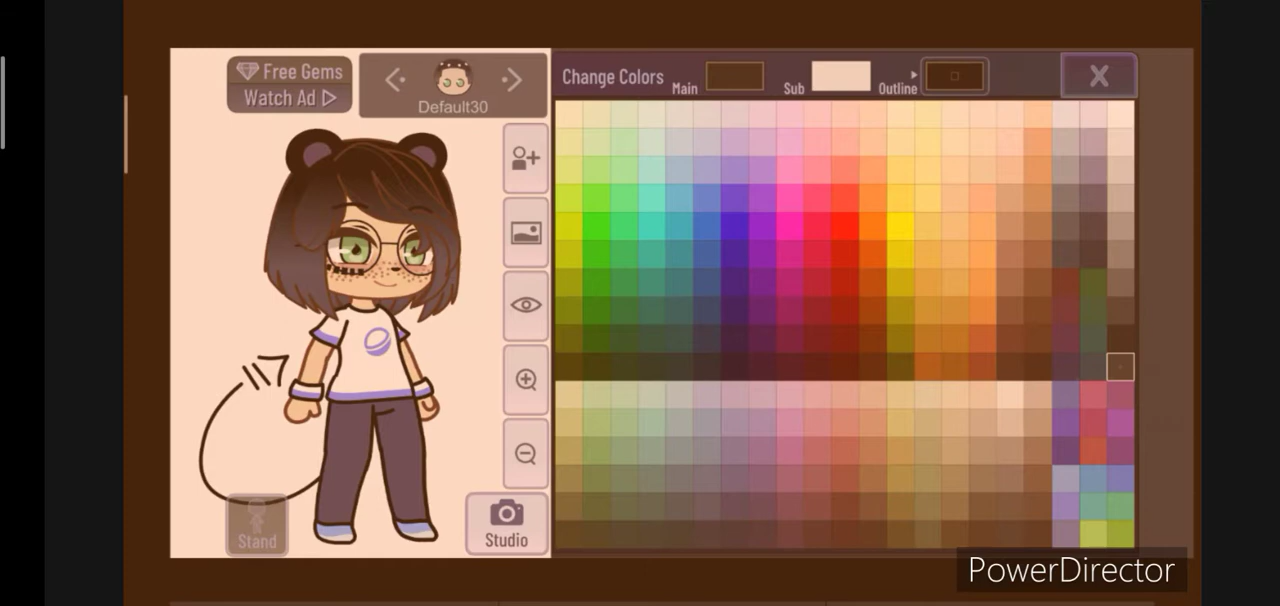 Free Gems
Watch Ad
Default30
Change Colors
Main
Sub
Outline
X
Stand
Studio
PowerDirector